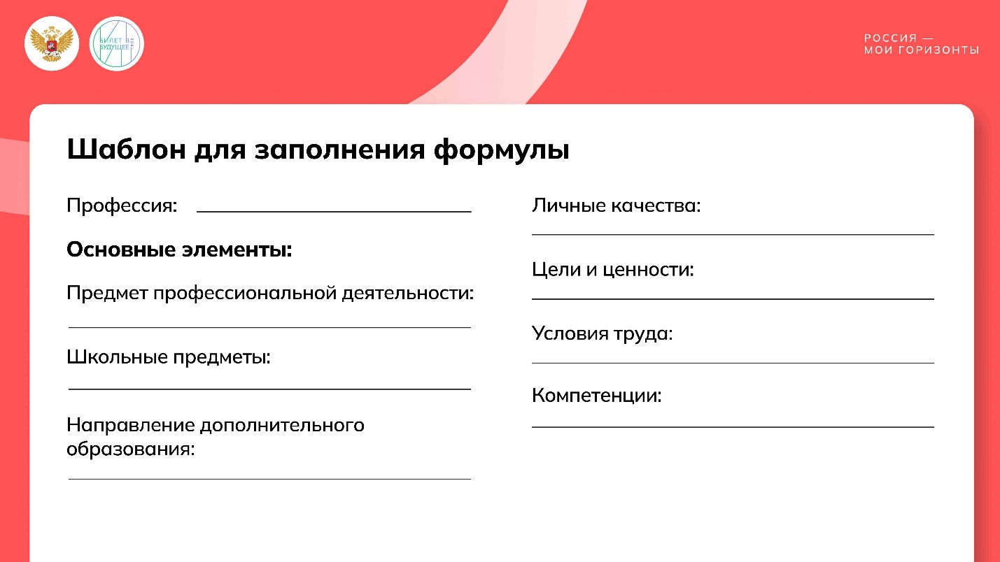 БИЛЕТ В
БУДУЩЕЕ
ТВОЁ
РОССИЯ —
МОИ ГОРИЗОНТЫ
Шаблон для заполнения формулы
Профессия:
Основные элементы:
Предмет профессиональной деятельности:
Школьные предметы:
Направление дополнительного
образования:
Личные качества:
Цели и ценности:
Условия труда:
Компетенции: